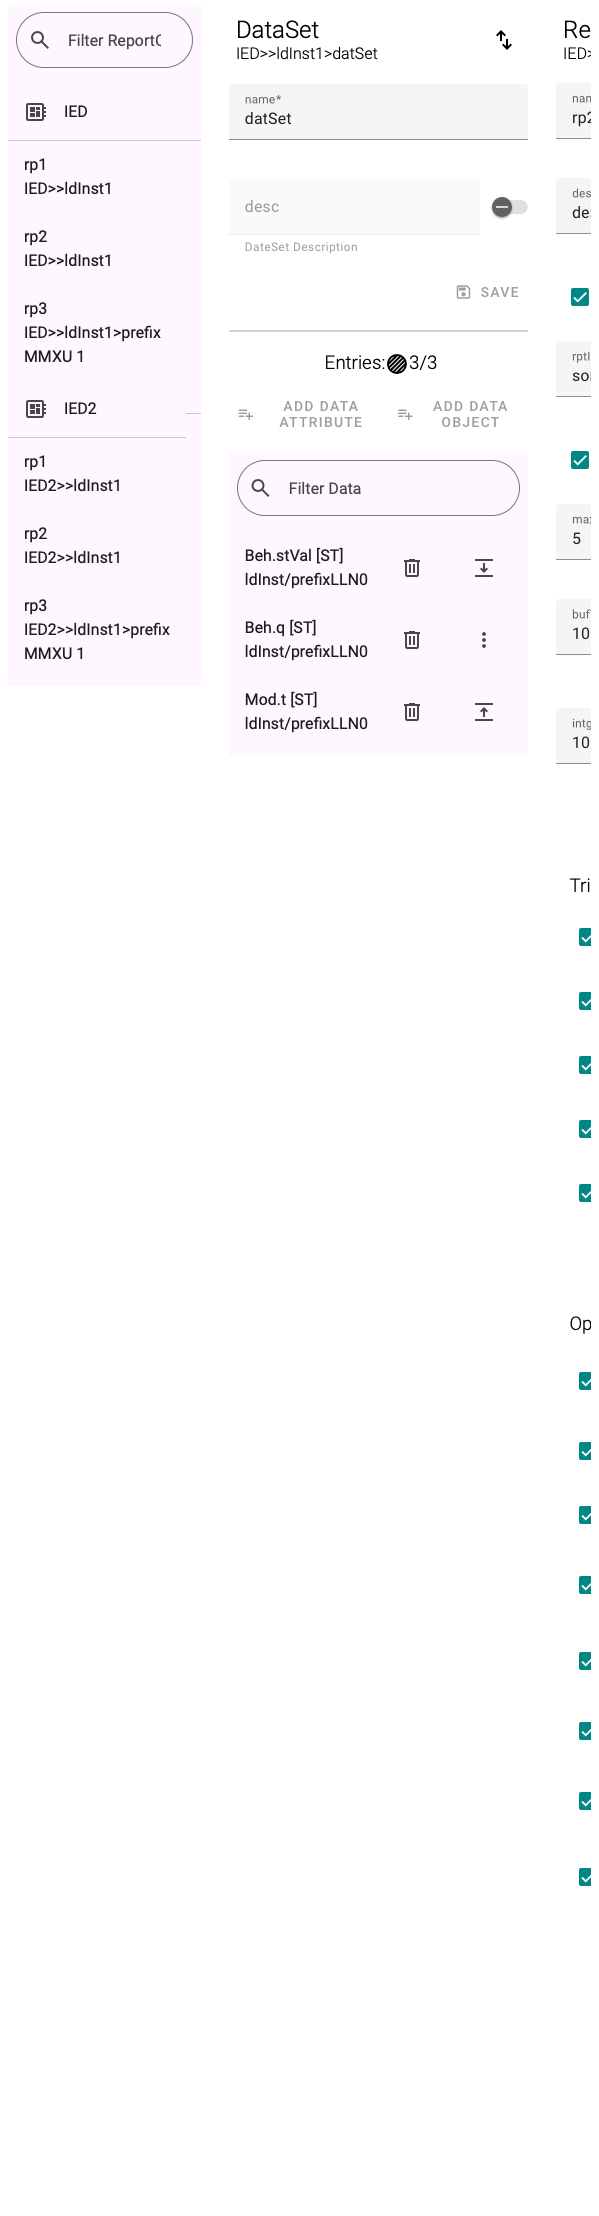 Filter Report
IED
rp1
IED>>ldInst1
rp2
IED>>ldInst1
rp3
IED>>ldInst1>prefix
MMXU 1
IED2
rp1
IED2>>ldInst1
rp2
IED2>>ldInst1
rp3
IED2>>ldInst1>prefix
MMXU 1
DataSet
IED>>ldInst1>datSet
name*
datSet
desc
DateSet Description
SAVE
Entries: 3/3
ADD DATA
ATTRIBUTE
ADD DATA
OBJECT
Filter Data
Beh.stVal [ST]
ldInst/prefixLLN0
Beh.q [ST]
ldInst/prefixLLN0
Mod.t [ST]
ldInst/prefixLLN0
Re
IED>
nam
rp2
des
de
rptI
so
ma
5
buf
10
intg
10
Tri
Op